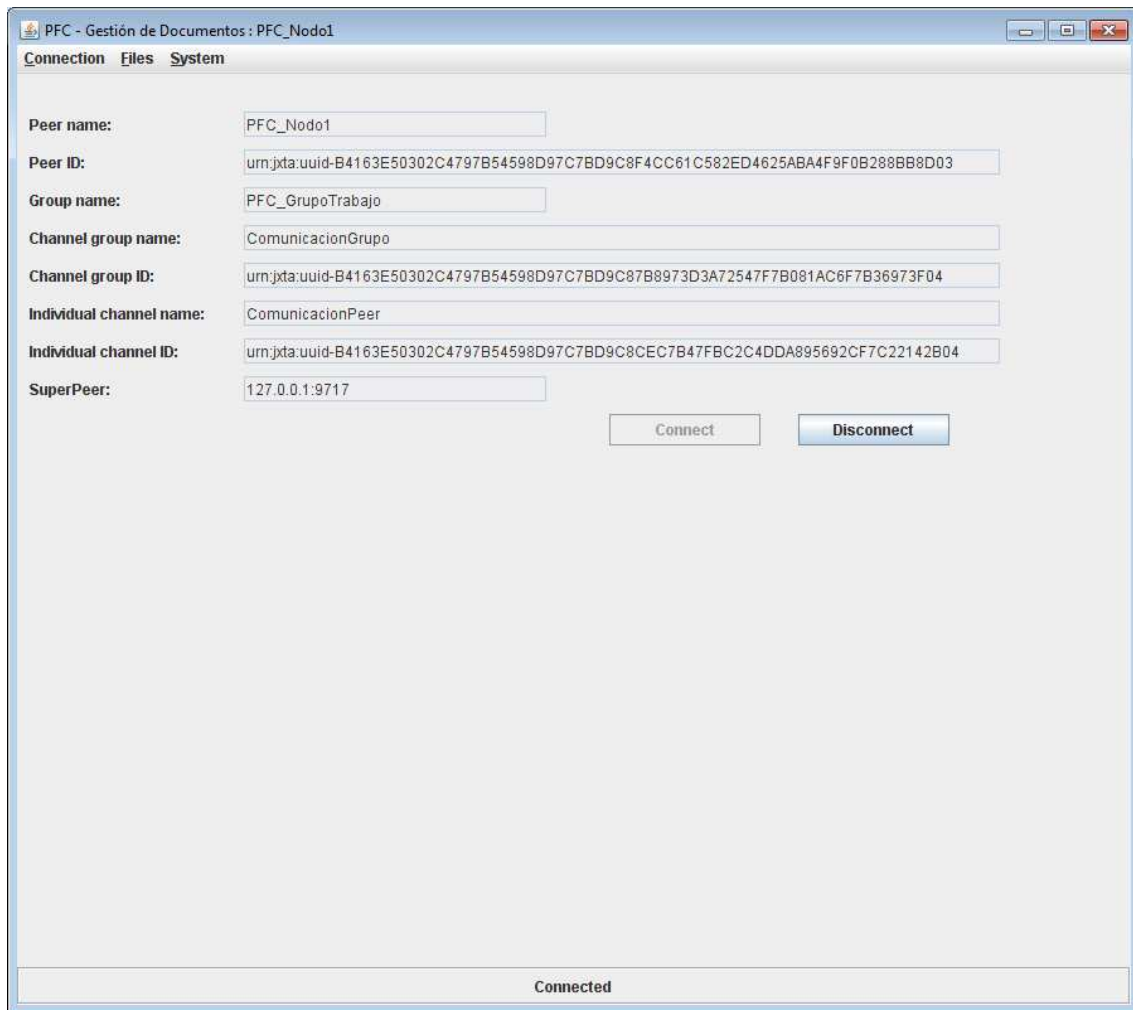 PFC - Gestión de Documentos : PFC_Nodo1
Connection Files System
Peer name: PFC_Nodo1
Peer ID: urn:jxta:uuid-B4163E50302C4797B54598D97C7BD9C8F4CC61C582ED4625ABA4F9F0B288BB8D03
Group name: PFC_GrupoTrabajo
Channel group name: ComunicacionGrupo
Channel group ID: urn:jxta:uuid-B4163E50302C4797B54598D97C7BD9C87B8973D3A72547F7B081AC6F7B36973F04
Individual channel name: ComunicacionPeer
Individual channel ID: urn:jxta:uuid-B4163E50302C4797B54598D97C7BD9C8CEC7B47FBC2C4DDA895692CF7C22142B04
SuperPeer: 127.0.0.1:9717
Connect Disconnect
Connected